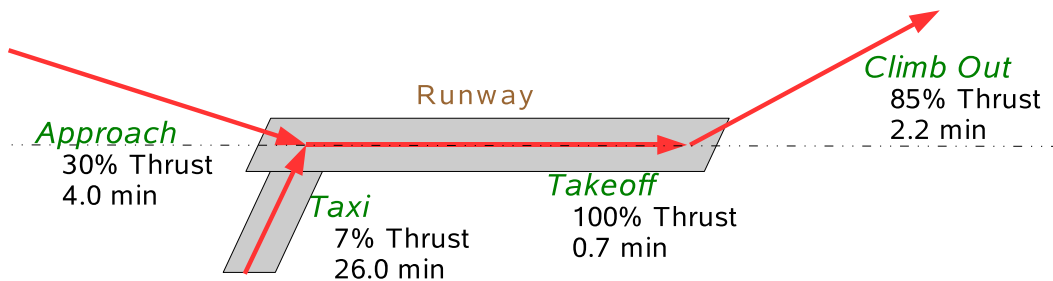 Runway
Climb Out
85% Thrust
2.2 min
Approach
30% Thrust
4.0 min
Taxi
7% Thrust
26.0 min
Takeoff
100% Thrust
0.7 min